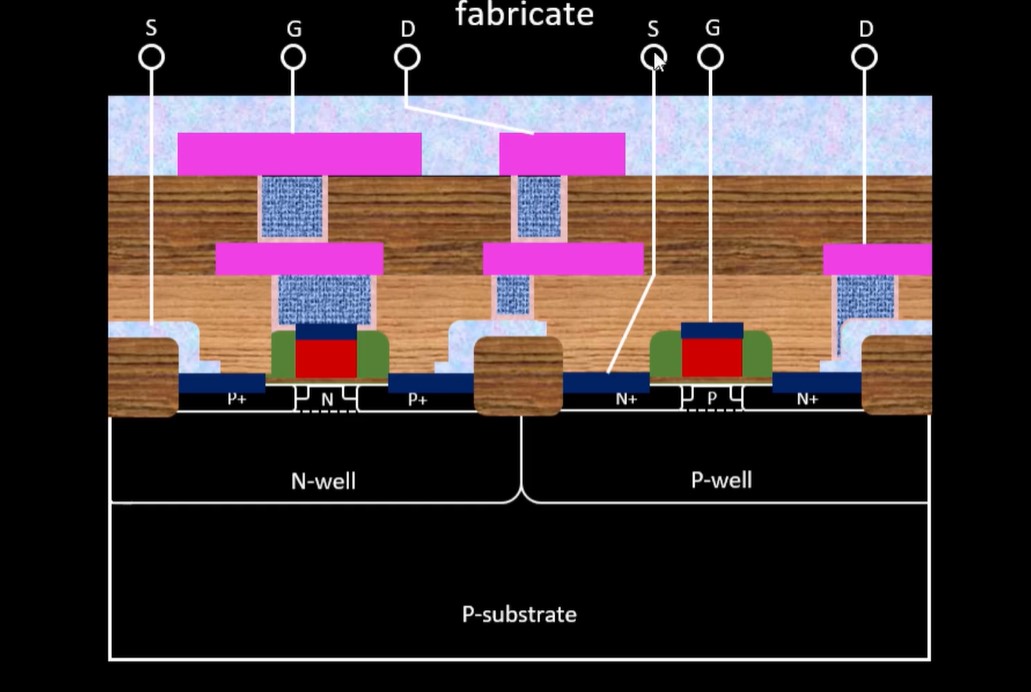 fabricate
S G D S G D
P+ N P+ N+ P N+
N-well P-well
P-substrate